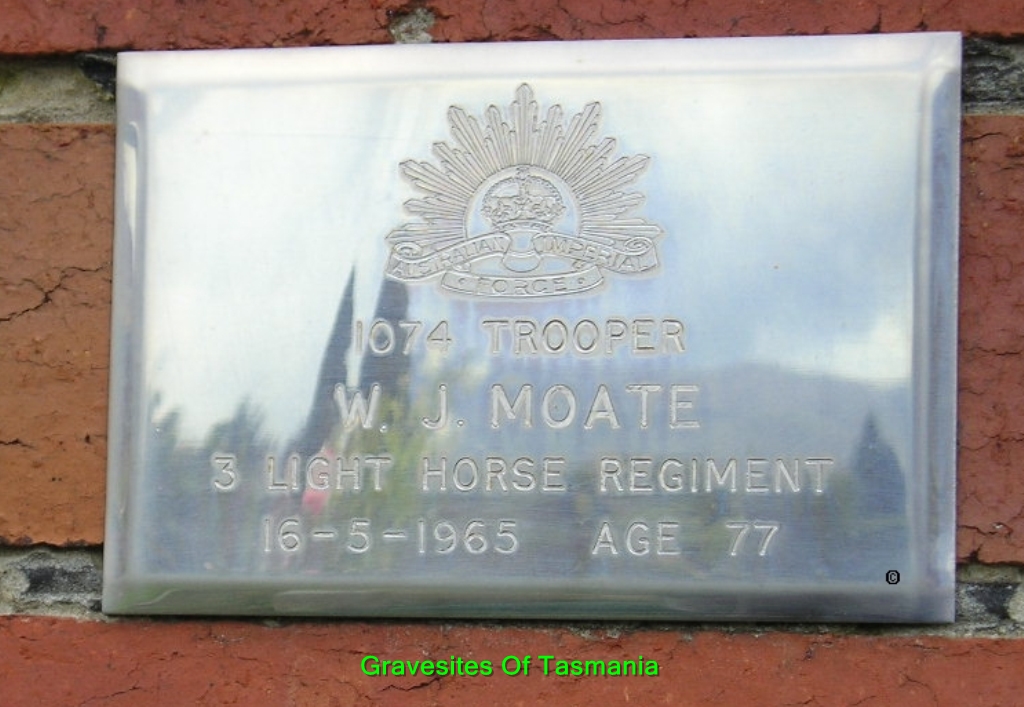 AUSTRALIAN IMPERIAL
FORCE
1074 TROOPER
W. J. MOATE
3 LIGHT HORSE REGIMENT
16-5-1965 AGE 77
©
Gravesites Of Tasmania